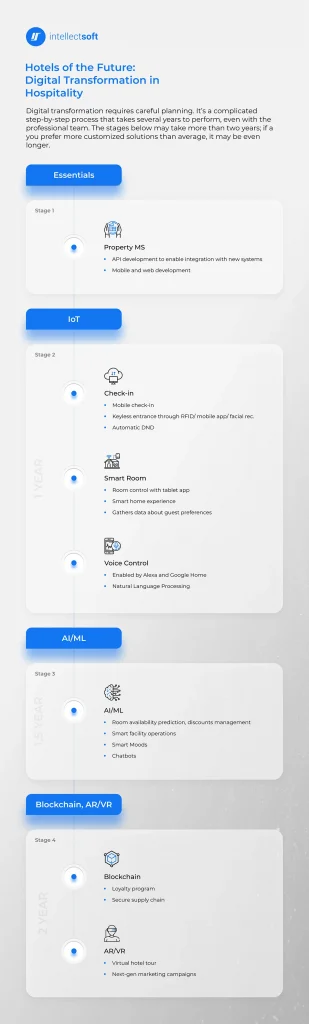 intellectsoft
Hotels of the Future:
Digital Transformation in
Hospitality
Digital transformation requires careful planning. It's a complicated
step-by-step process that takes several years to perform, even with the
professional team. The stages below may take more than two years; if a
you prefer more customized solutions than average, it may be even
longer.
Essentials
Stage 1
Property MS
• API development to enable integration with new systems
• Mobile and web development
IoT
Stage 2
1 YEAR
Check-in
• Mobile check-in
• Keyless entrance through RFID/ mobile app/ facial rec.
• Automatic DND
Smart Room
• Room control with tablet app
• Smart home experience
• Gathers data about guest preferences
Voice Control
• Enabled by Alexa and Google Home
• Natural Language Processing
AI/ML
Stage 3
1,5 YEAR
AI/ML
• Room availability prediction, discounts management
• Smart facility operations
• Smart Moods
• Chatbots
Blockchain, AR/VR
Stage 4
2 YEAR
Blockchain
• Loyalty program
• Secure supply chain
AR/VR
• Virtual hotel tour
• Next-gen marketing campaigns